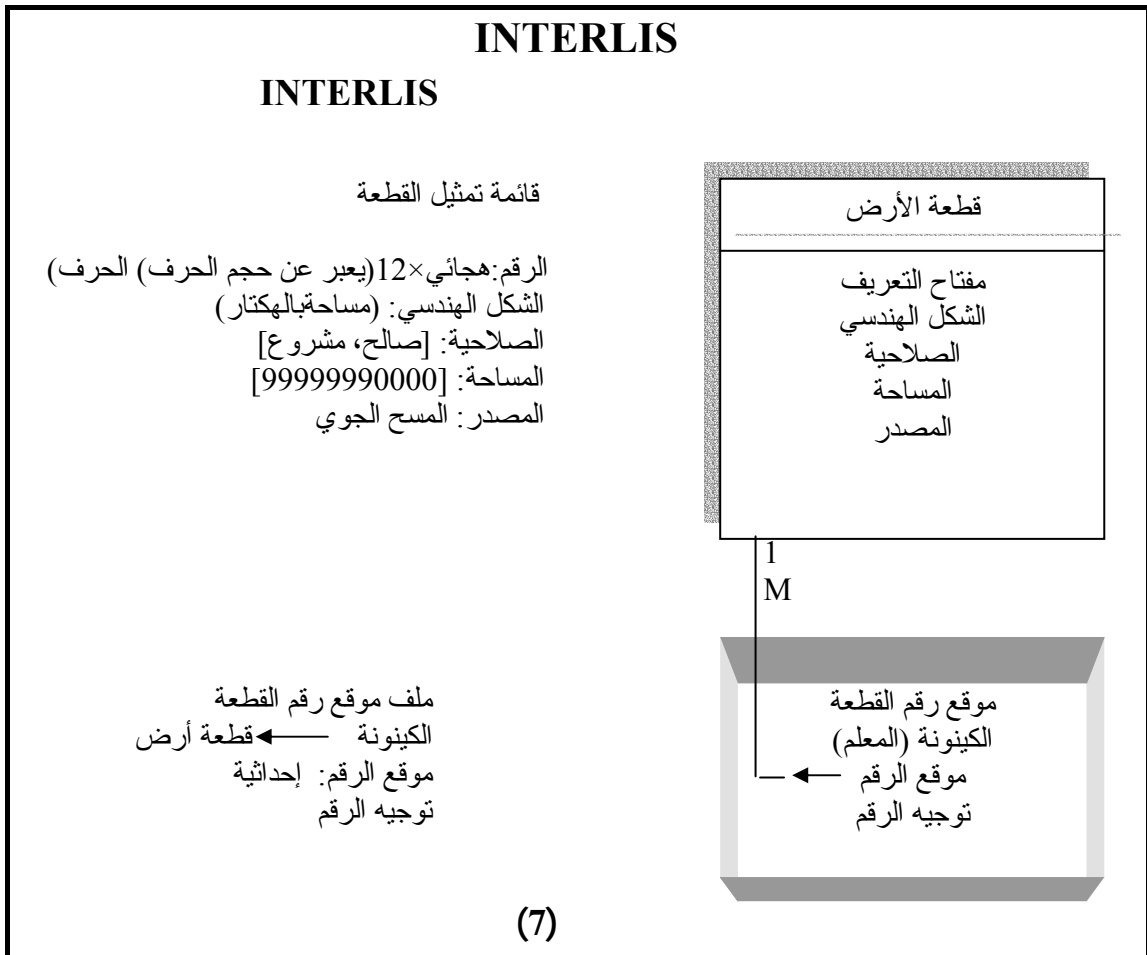 INTERLIS
INTERLIS
قطعة الأرض
مفتاح التعريف
الشكل الهندسي
الصلاحية
المساحة
المصدر
قائمة تمثيل القطعة
الرقم:هجائي×12(يعبر عن حجم الحرف) الحرف)
الشكل الهندسي: (مساحةبالهكتار)
الصلاحية: [صالح، مشروع]
المساحة: [99999990000]
المصدر: المسح الجوي
1
M
موقع رقم القطعة
الكينونة (المعلم)
موقع الرقم
توجيه الرقم
ملف موقع رقم القطعة
الكينونة قطعة أرض
موقع الرقم: إحداثية
توجيه الرقم
(7)